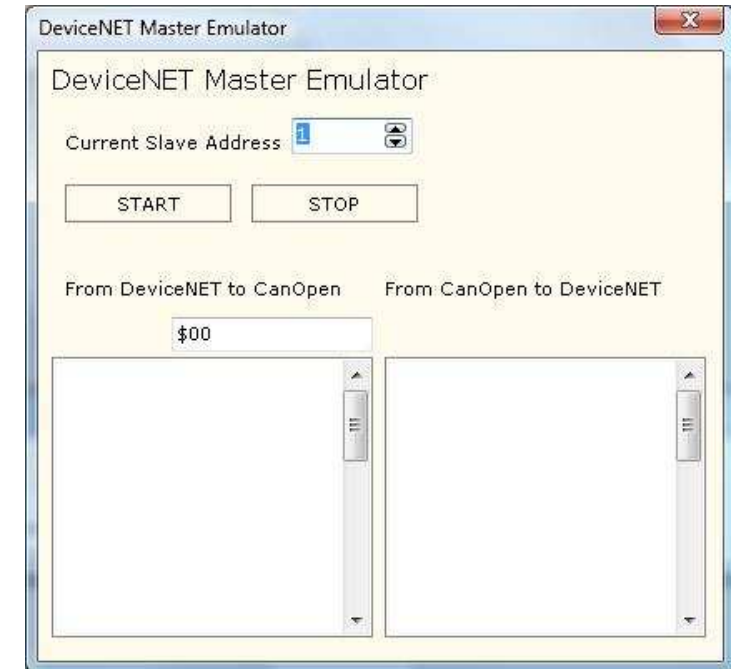 DeviceNET Master Emulator
DeviceNET Master Emulator
Current Slave Address 1
START STOP
From DeviceNET to CanOpen From CanOpen to DeviceNET
$00